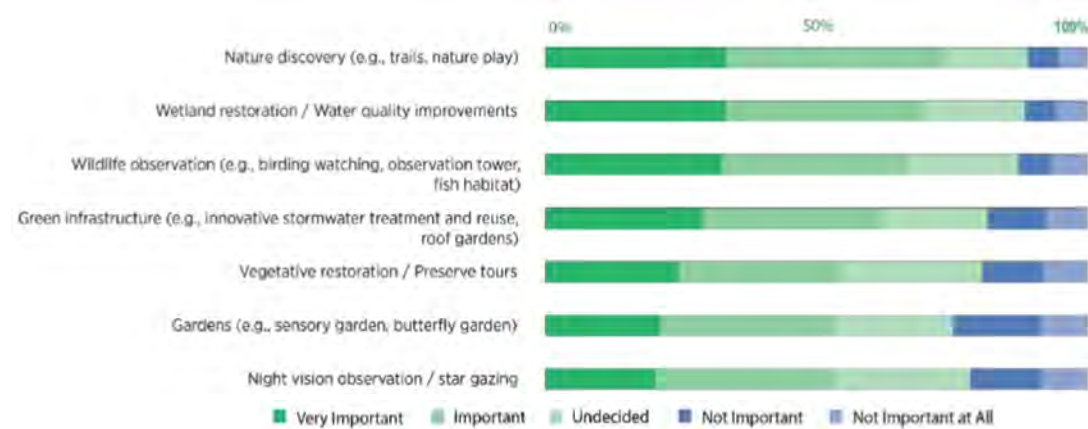 0% 50% 100%
Nature discovery (e.g., trails, nature play)
Wetland restoration / Water quality improvements
Wildlife observation (e.g., birding watching, observation tower,
fish habitat)
Green infrastructure (e.g., innovative stormwater treatment and reuse,
roof gardens)
Vegetative restoration / Preserve tours
Gardens (e.g., sensory garden, butterfly garden)
Night vision observation / star gazing
Very Important Important Undecided Not Important Not Important at All